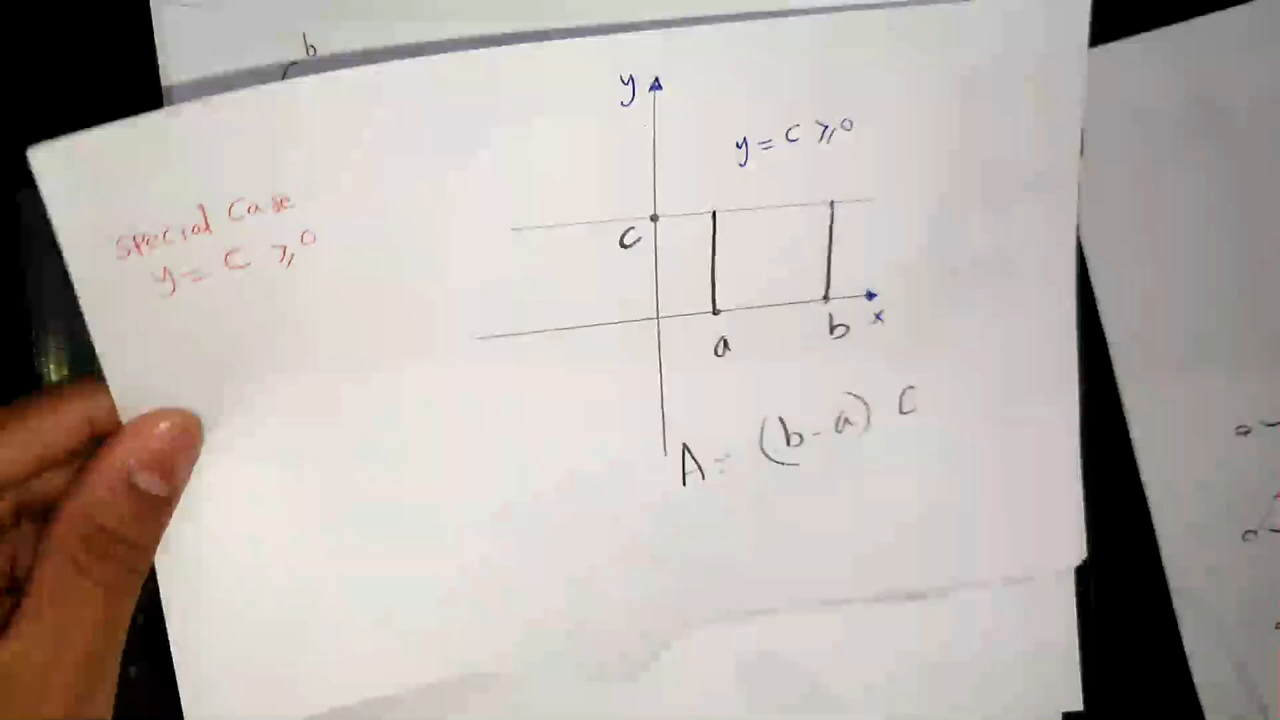 b
y
y = c ⩾ 0
special case
y = c ⩾ 0
c
a
b
x
A = (b - a) c